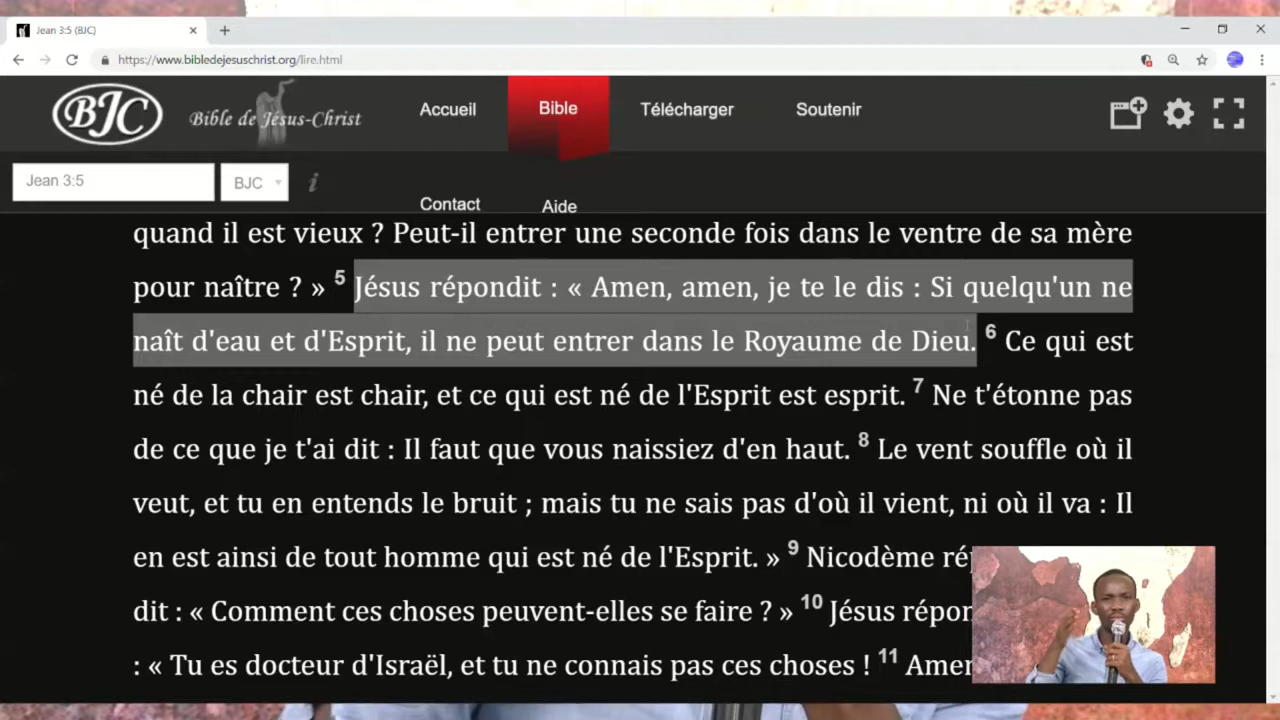 Jean 3:5 (BJC)
https://www.bibledejesuschrist.org/lire.html
BJC
Bible de Jésus-Christ
Accueil
Bible
Télécharger
Soutenir
Jean 3:5
BJC
i
Contact
Aide
quand il est vieux ? Peut-il entrer une seconde fois dans le ventre de sa mère
pour naître ? » 5 Jésus répondit : « Amen, amen, je te le dis : Si quelqu'un ne
naît d'eau et d'Esprit, il ne peut entrer dans le Royaume de Dieu. 6 Ce qui est
né de la chair est chair, et ce qui est né de l'Esprit est esprit. 7 Ne t'étonne pas
de ce que je t'ai dit : Il faut que vous naissiez d'en haut. 8 Le vent souffle où il
veut, et tu en entends le bruit ; mais tu ne sais pas d'où il vient, ni où il va : Il
en est ainsi de tout homme qui est né de l'Esprit. » 9 Nicodème
dit : « Comment ces choses peuvent-elles se faire ? » 10 Jésus
: « Tu es docteur d'Israël, et tu ne connais pas ces choses ! 11